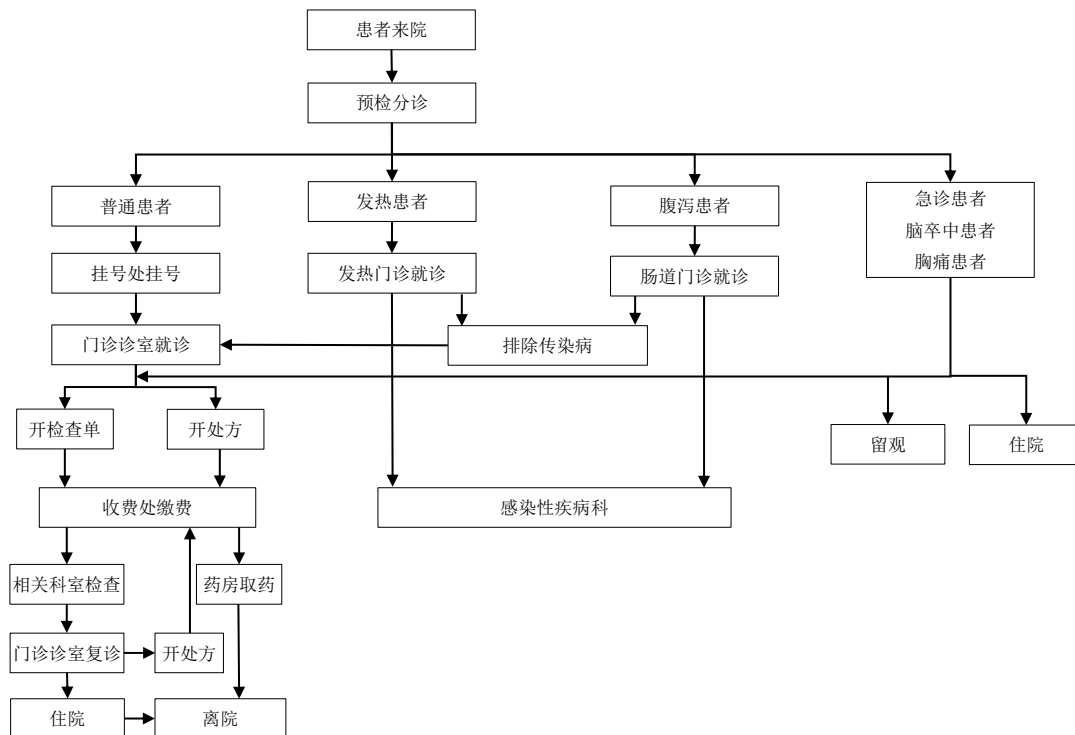 患者来院
预检分诊
普通患者
发热患者
腹泻患者
急诊患者
脑卒中患者
胸痛患者
挂号处挂号
发热门诊就诊
肠道门诊就诊
门诊诊室就诊
排除传染病
开检查单
开处方
留观
住院
收费处缴费
感染性疾病科
相关科室检查
药房取药
门诊诊室复诊
开处方
住院
离院